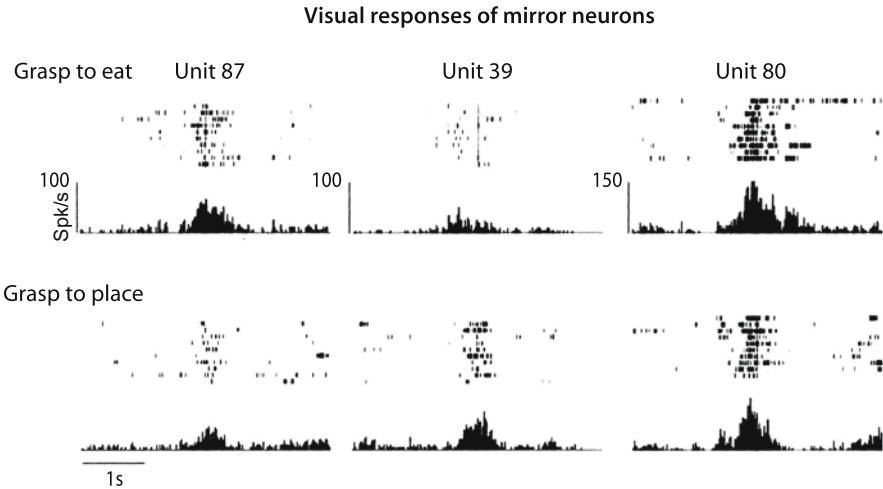 Visual responses of mirror neurons
Grasp to eat
Unit 87
Unit 39
Unit 80
100
100
150
Spk/s
Grasp to place
1s